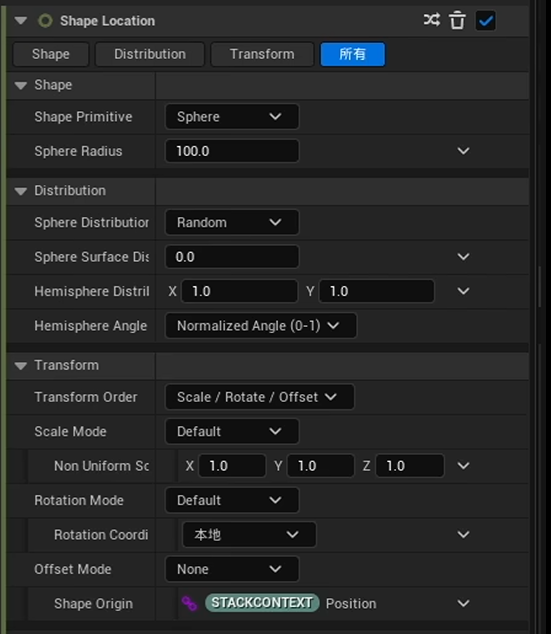 Shape Location
Shape Distribution Transform 所有
Shape
Shape Primitive Sphere
Sphere Radius 100.0
Distribution
Sphere Distribution Random
Sphere Surface Dis 0.0
Hemisphere Distril X 1.0 Y 1.0
Hemisphere Angle Normalized Angle (0-1)
Transform
Transform Order Scale / Rotate / Offset
Scale Mode Default
Non Uniform Sc X 1.0 Y 1.0 Z 1.0
Rotation Mode Default
Rotation Coordi 本地
Offset Mode None
Shape Origin STACKCONTEXT Position